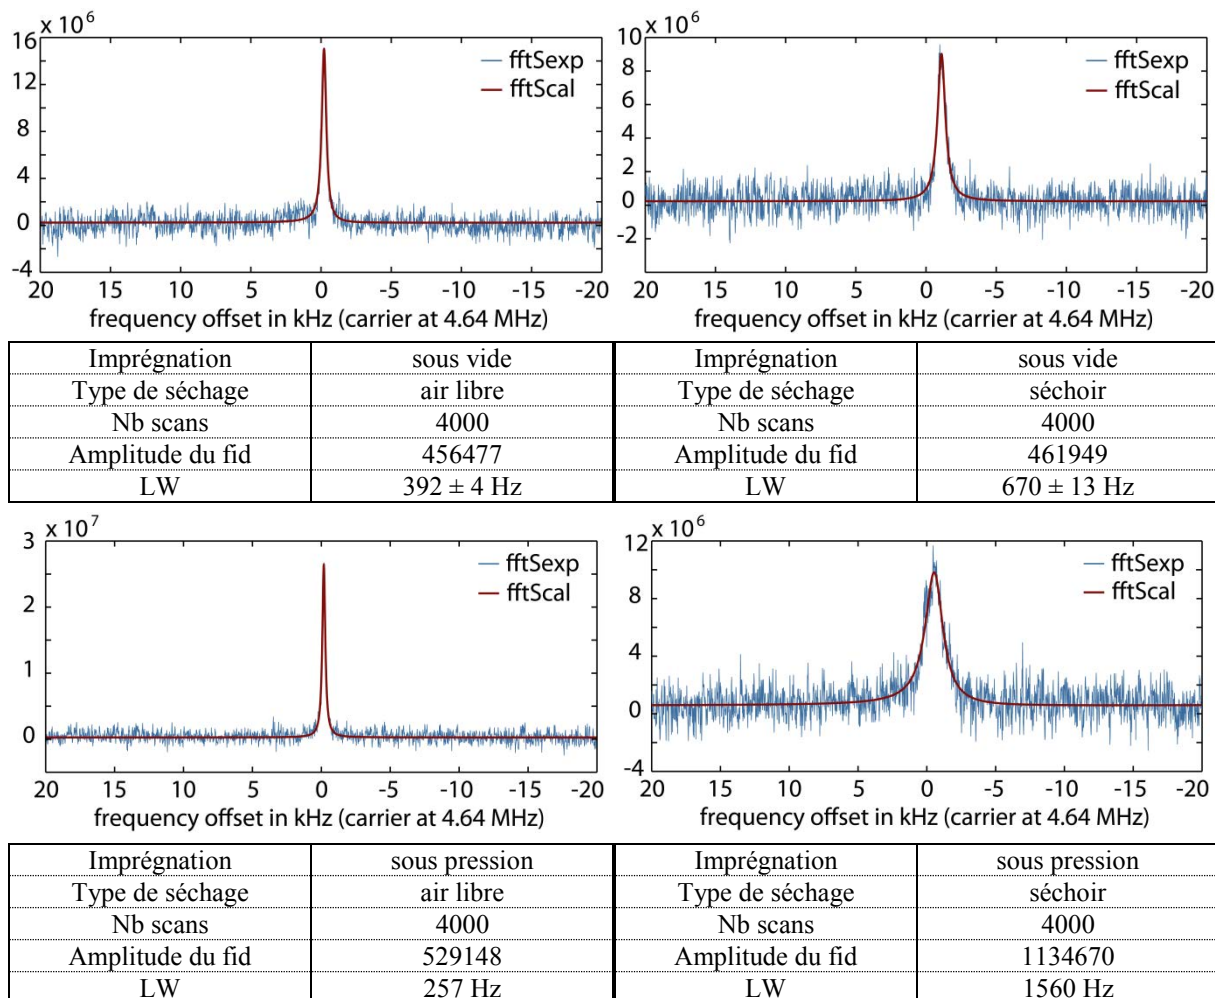 x 10^6
16
12
8
4
0
-4
fftSexp
fftScal
20 15 10 5 0 -5 -10 -15 -20
frequency offset in kHz (carrier at 4.64 MHz)
x 10^6
10
8
6
4
2
0
-2
fftSexp
fftScal
20 15 10 5 0 -5 -10 -15 -20
frequency offset in kHz (carrier at 4.64 MHz)
Imprégnation sous vide Imprégnation sous vide
Type de séchage air libre Type de séchage séchoir
Nb scans 4000 Nb scans 4000
Amplitude du fid 456477 Amplitude du fid 461949
LW 392 ± 4 Hz LW 670 ± 13 Hz
x 10^7
3
2
1
0
fftSexp
fftScal
20 15 10 5 0 -5 -10 -15 -20
frequency offset in kHz (carrier at 4.64 MHz)
x 10^6
12
8
4
0
-4
fftSexp
fftScal
20 15 10 5 0 -5 -10 -15 -20
frequency offset in kHz (carrier at 4.64 MHz)
Imprégnation sous pression Imprégnation sous pression
Type de séchage air libre Type de séchage séchoir
Nb scans 4000 Nb scans 4000
Amplitude du fid 529148 Amplitude du fid 1134670
LW 257 Hz LW 1560 Hz